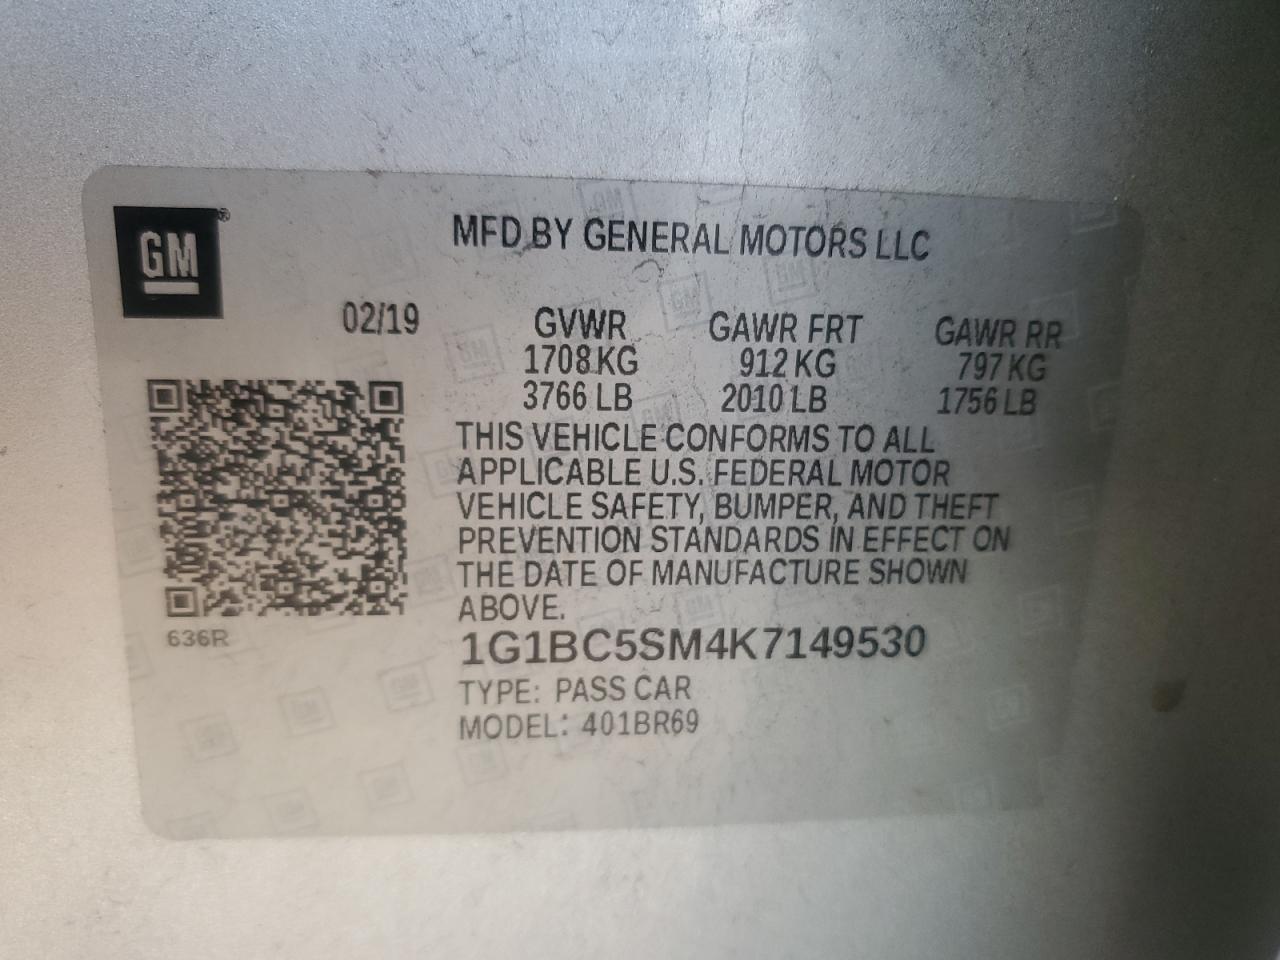 GM®
MFD BY GENERAL MOTORS LLC
02/19
GVWR GAWR FRT GAWR RR
1708 KG 912 KG 797 KG
3766 LB 2010 LB 1756 LB
THIS VEHICLE CONFORMS TO ALL
APPLICABLE U.S. FEDERAL MOTOR
VEHICLE SAFETY, BUMPER, AND THEFT
PREVENTION STANDARDS IN EFFECT ON
THE DATE OF MANUFACTURE SHOWN
ABOVE.
636R
1G1BC5SM4K7149530
TYPE: PASS CAR
MODEL: 401BR69